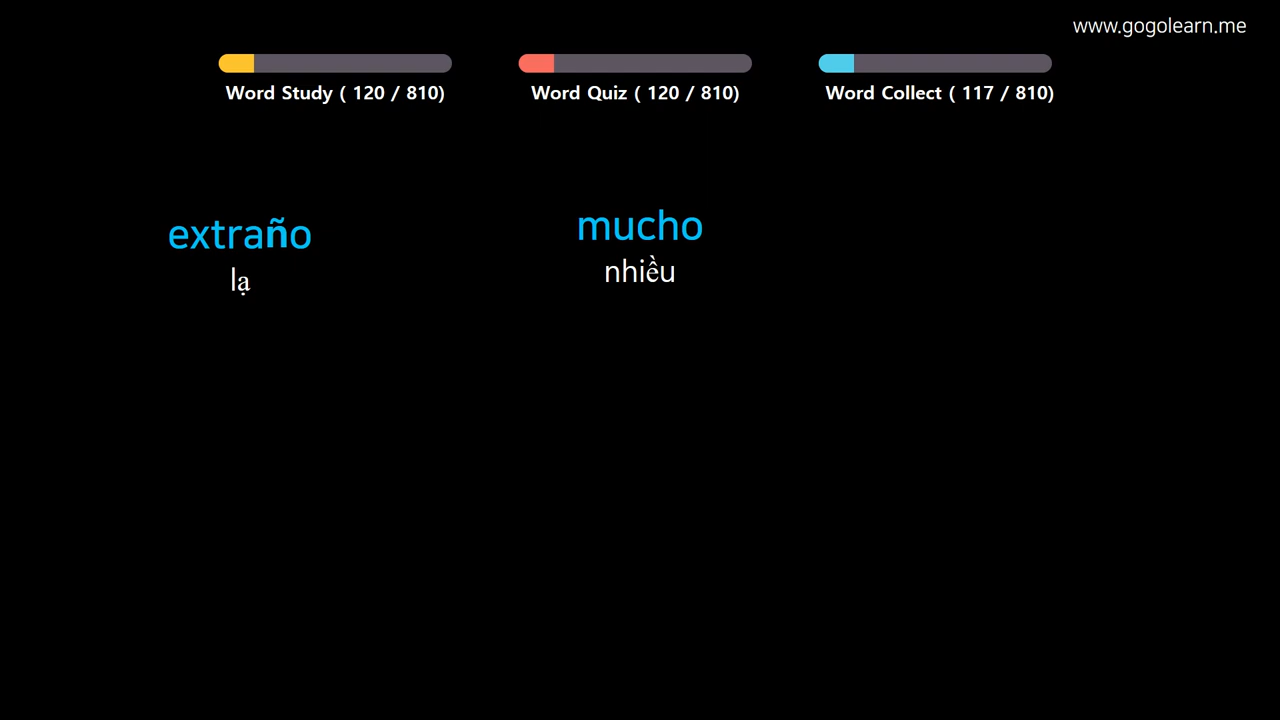 www.gogolearn.me
Word Study ( 120 / 810)
Word Quiz ( 120 / 810)
Word Collect ( 117 / 810)
extraño
lạ
mucho
nhiều